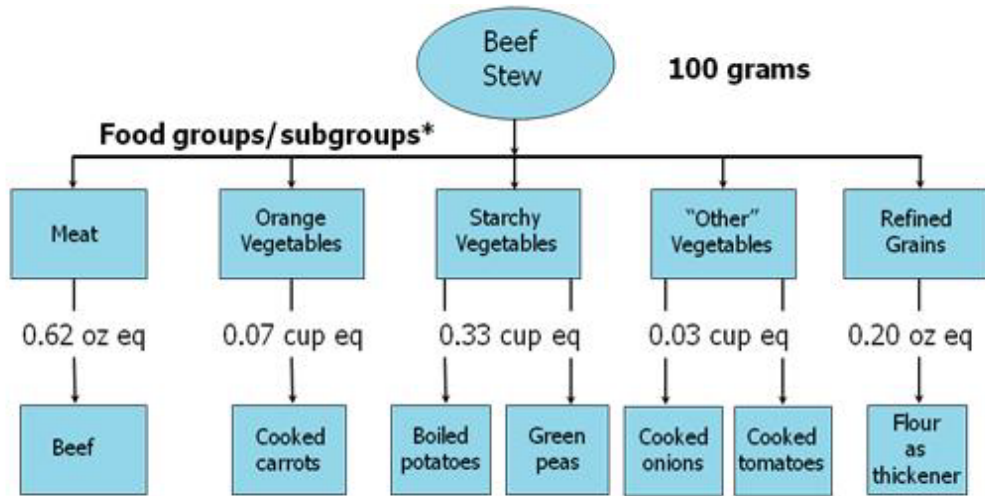 Beef
Stew
100 grams
Food groups/subgroups*
Meat
Orange
Vegetables
Starchy
Vegetables
“Other”
Vegetables
Refined
Grains
0.62 oz eq
0.07 cup eq
0.33 cup eq
0.03 cup eq
0.20 oz eq
Beef
Cooked
carrots
Boiled
potatoes
Green
peas
Cooked
onions
Cooked
tomatoes
Flour
as
thickener